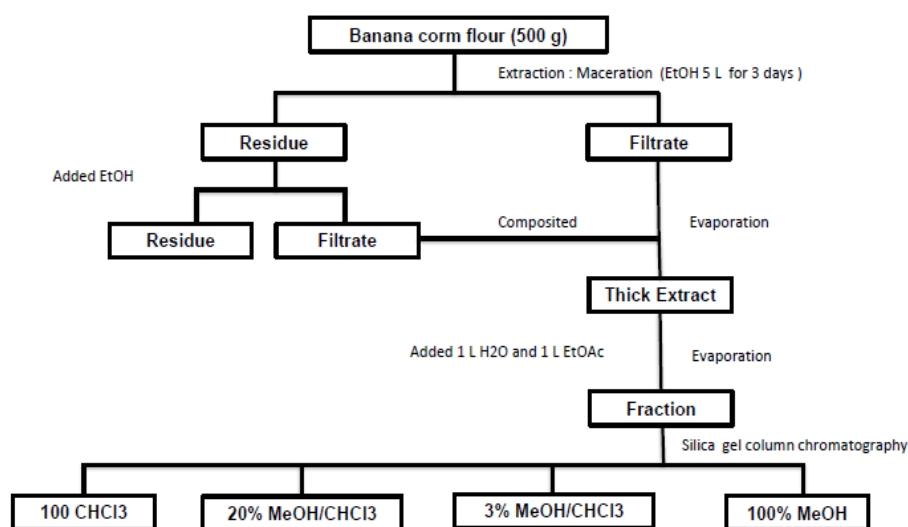 Banana corm flour (500 g)
Extraction : Maceration (EtOH 5 L for 3 days )
Residue
Filtrate
Added EtOH
Residue
Filtrate
Composited
Evaporation
Thick Extract
Added 1 L H2O and 1 L EtOAc
Evaporation
Fraction
Silica gel column chromatography
100 CHCl3
20% MeOH/CHCl3
3% MeOH/CHCl3
100% MeOH